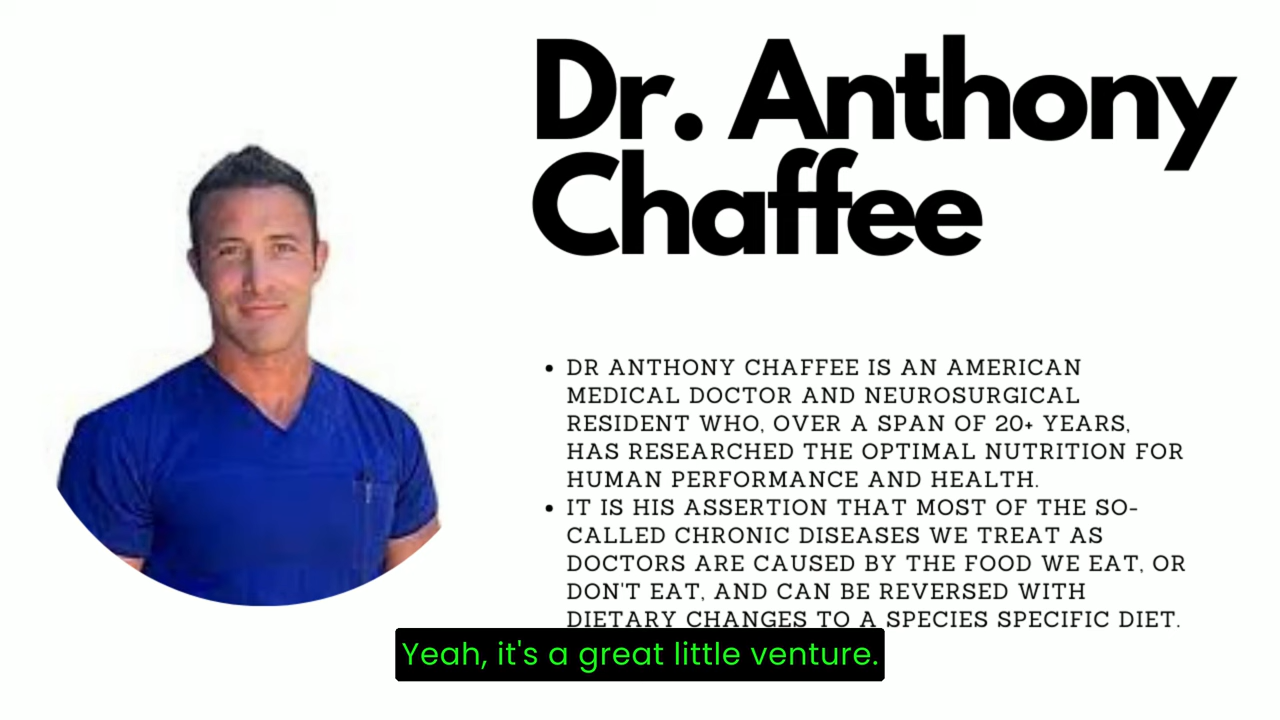 Dr. Anthony
Chaffee
• DR ANTHONY CHAFFEE IS AN AMERICAN
MEDICAL DOCTOR AND NEUROSURGICAL
RESIDENT WHO, OVER A SPAN OF 20+ YEARS,
HAS RESEARCHED THE OPTIMAL NUTRITION FOR
HUMAN PERFORMANCE AND HEALTH.
• IT IS HIS ASSERTION THAT MOST OF THE SO-
CALLED CHRONIC DISEASES WE TREAT AS
DOCTORS ARE CAUSED BY THE FOOD WE EAT, OR
DON'T EAT, AND CAN BE REVERSED WITH
DIETARY CHANGES TO A SPECIES SPECIFIC DIET.
Yeah, it's a great little venture.